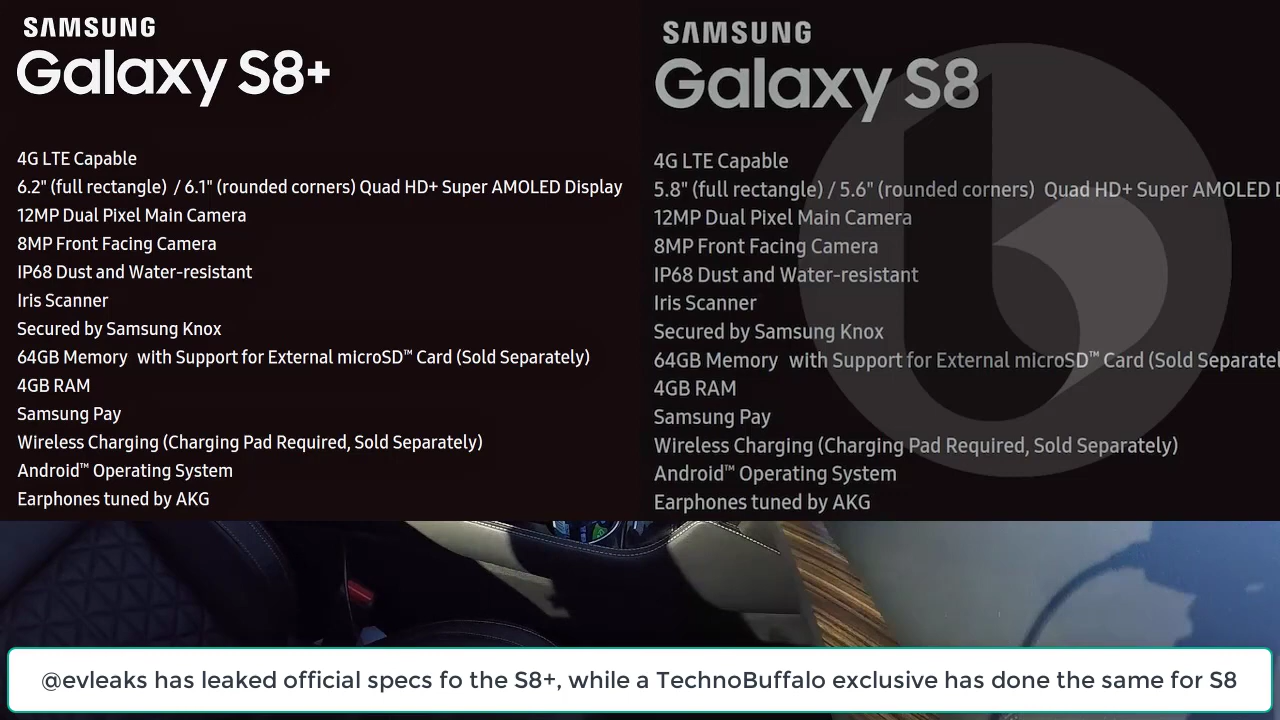 SAMSUNG
Galaxy S8+
4G LTE Capable
6.2" (full rectangle) / 6.1" (rounded corners) Quad HD+ Super AMOLED Display
12MP Dual Pixel Main Camera
8MP Front Facing Camera
IP68 Dust and Water-resistant
Iris Scanner
Secured by Samsung Knox
64GB Memory with Support for External microSD™ Card (Sold Separately)
4GB RAM
Samsung Pay
Wireless Charging (Charging Pad Required, Sold Separately)
Android™ Operating System
Earphones tuned by AKG
SAMSUNG
Galaxy S8
4G LTE Capable
5.8" (full rectangle) / 5.6" (rounded corners) Quad HD+ Super AMOLED D
12MP Dual Pixel Main Camera
8MP Front Facing Camera
IP68 Dust and Water-resistant
Iris Scanner
Secured by Samsung Knox
64GB Memory with Support for External microSD™ Card (Sold Separatel
4GB RAM
Samsung Pay
Wireless Charging (Charging Pad Required, Sold Separately)
Android™ Operating System
Earphones tuned by AKG
@evleaks has leaked official specs fo the S8+, while a TechnoBuffalo exclusive has done the same for S8